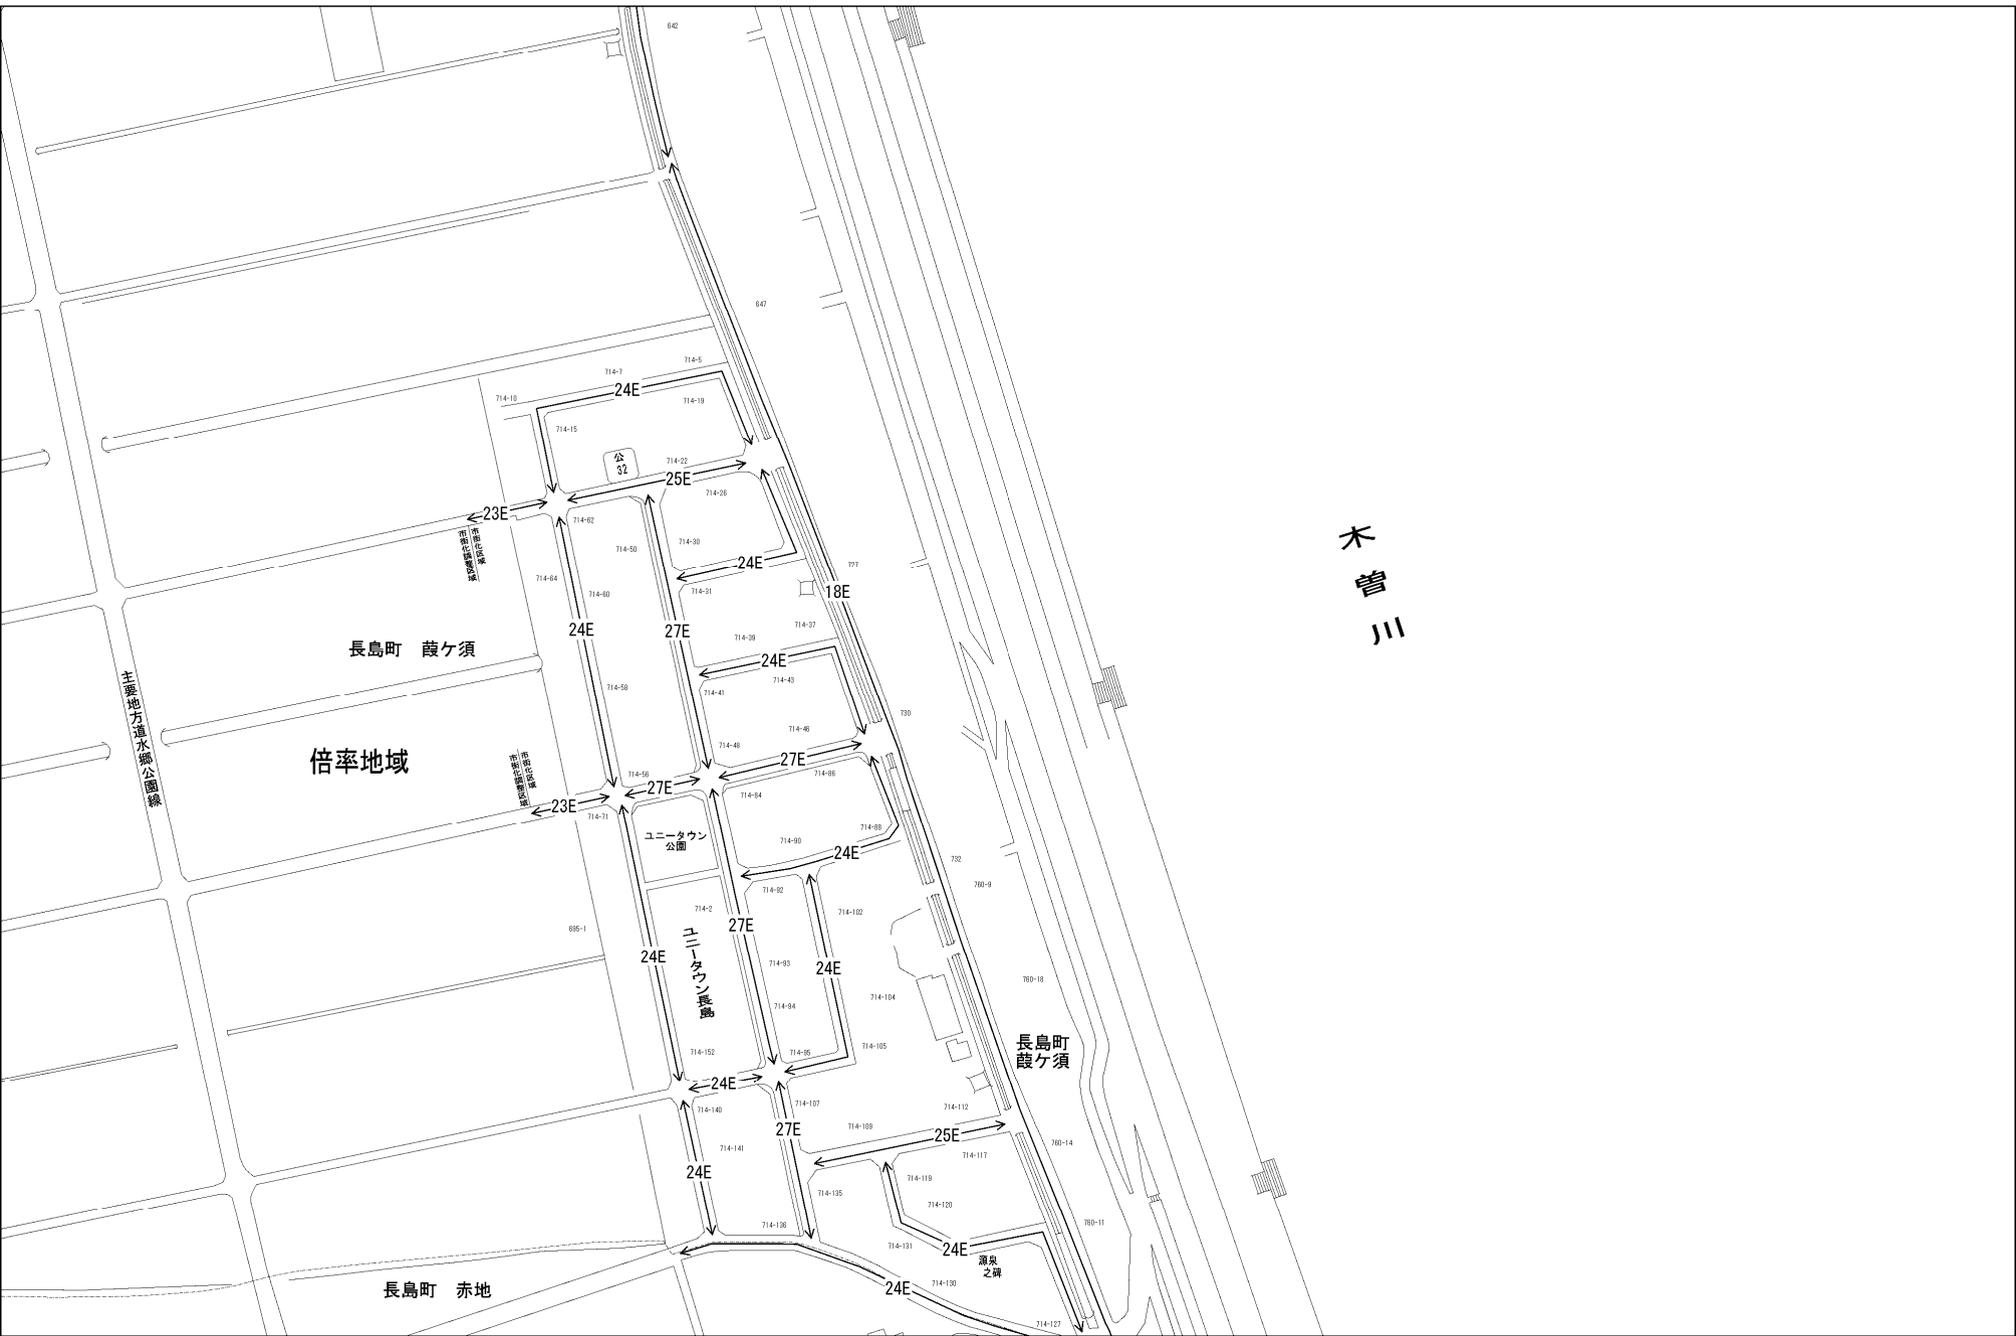 642
647
714-5
714-7
24E
714-10
714-19
714-15
公
32
714-22
25E
714-26
23E
714-62
市街化区域
市街化調整区域
714-50
714-30
24E
727
714-64
714-60
714-31
18E
24E
27E
714-37
714-39
長島町 葭ケ須
24E
714-43
714-58
714-41
主要地方道水郷公園線
730
714-46
714-48
倍率地域
27E
714-86
市街化区域
市街化調整区域
714-56
27E
714-84
23E
714-71
714-88
ユニータウン
公園
714-90
24E
732
760-9
714-92
714-2
714-102
27E
695-1
ユニータウン長島
24E
714-93
24E
760-18
714-104
714-94
長島町
葭ケ須
714-152
714-95
714-105
24E
714-140
714-107
714-112
714-109
27E
25E
760-14
714-141
714-117
24E
714-119
714-135
714-120
714-136
760-11
714-131
24E
源泉
之碑
長島町 赤地
24E
714-130
714-127
木曽川